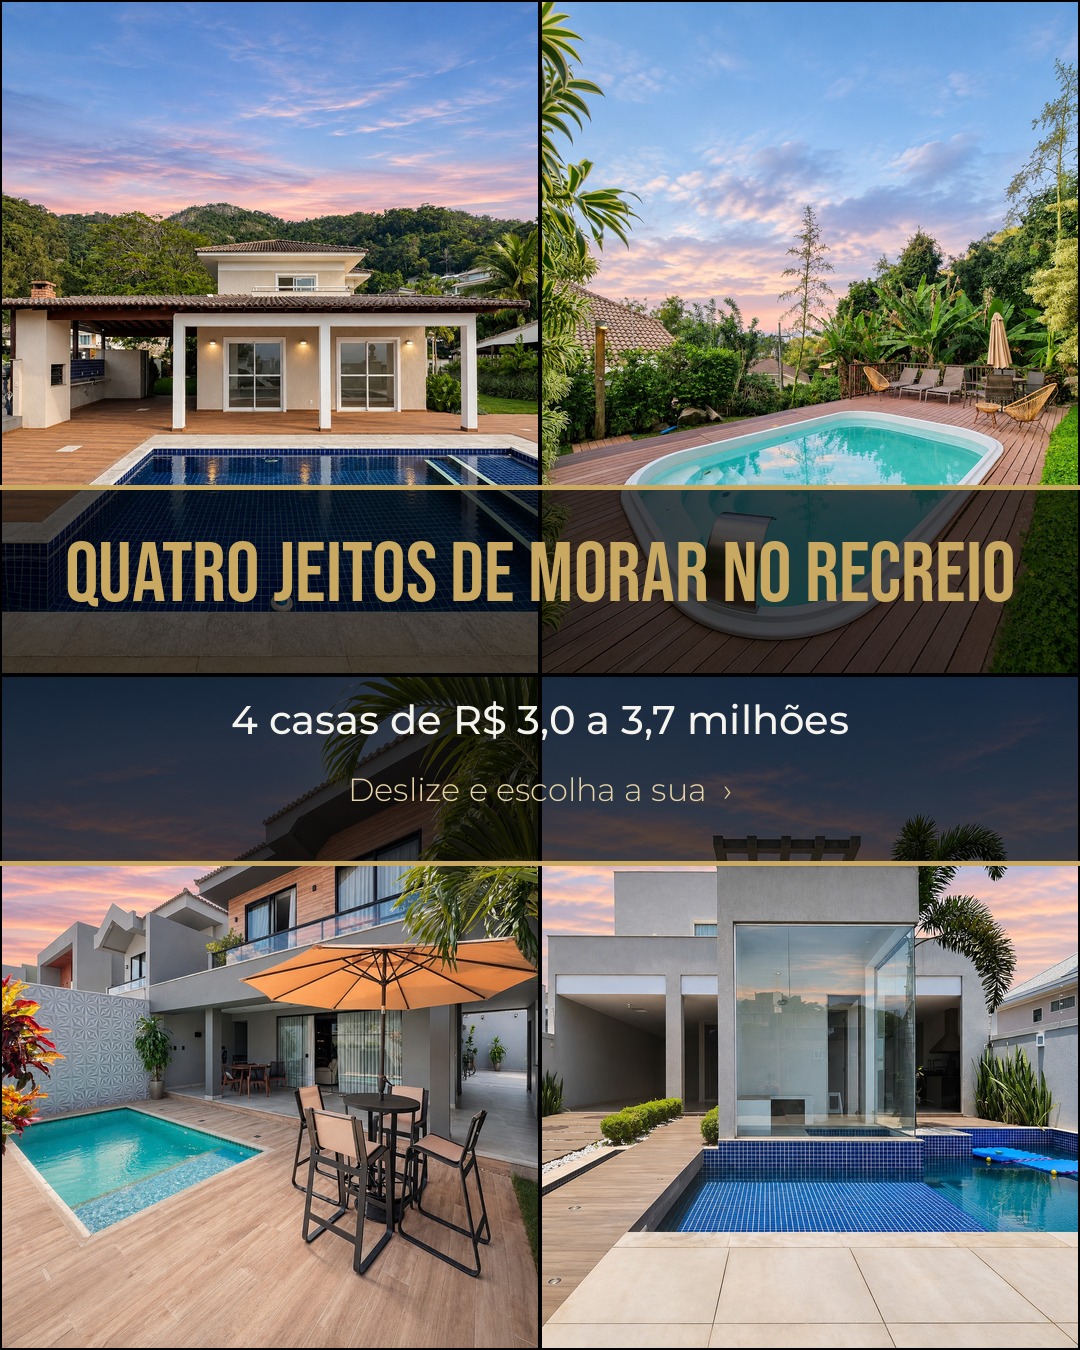 QUATRO JEITOS DE MORAR NO RECREIO
4 casas de R$ 3,0 a 3,7 milhões
Deslize e escolha a sua ›